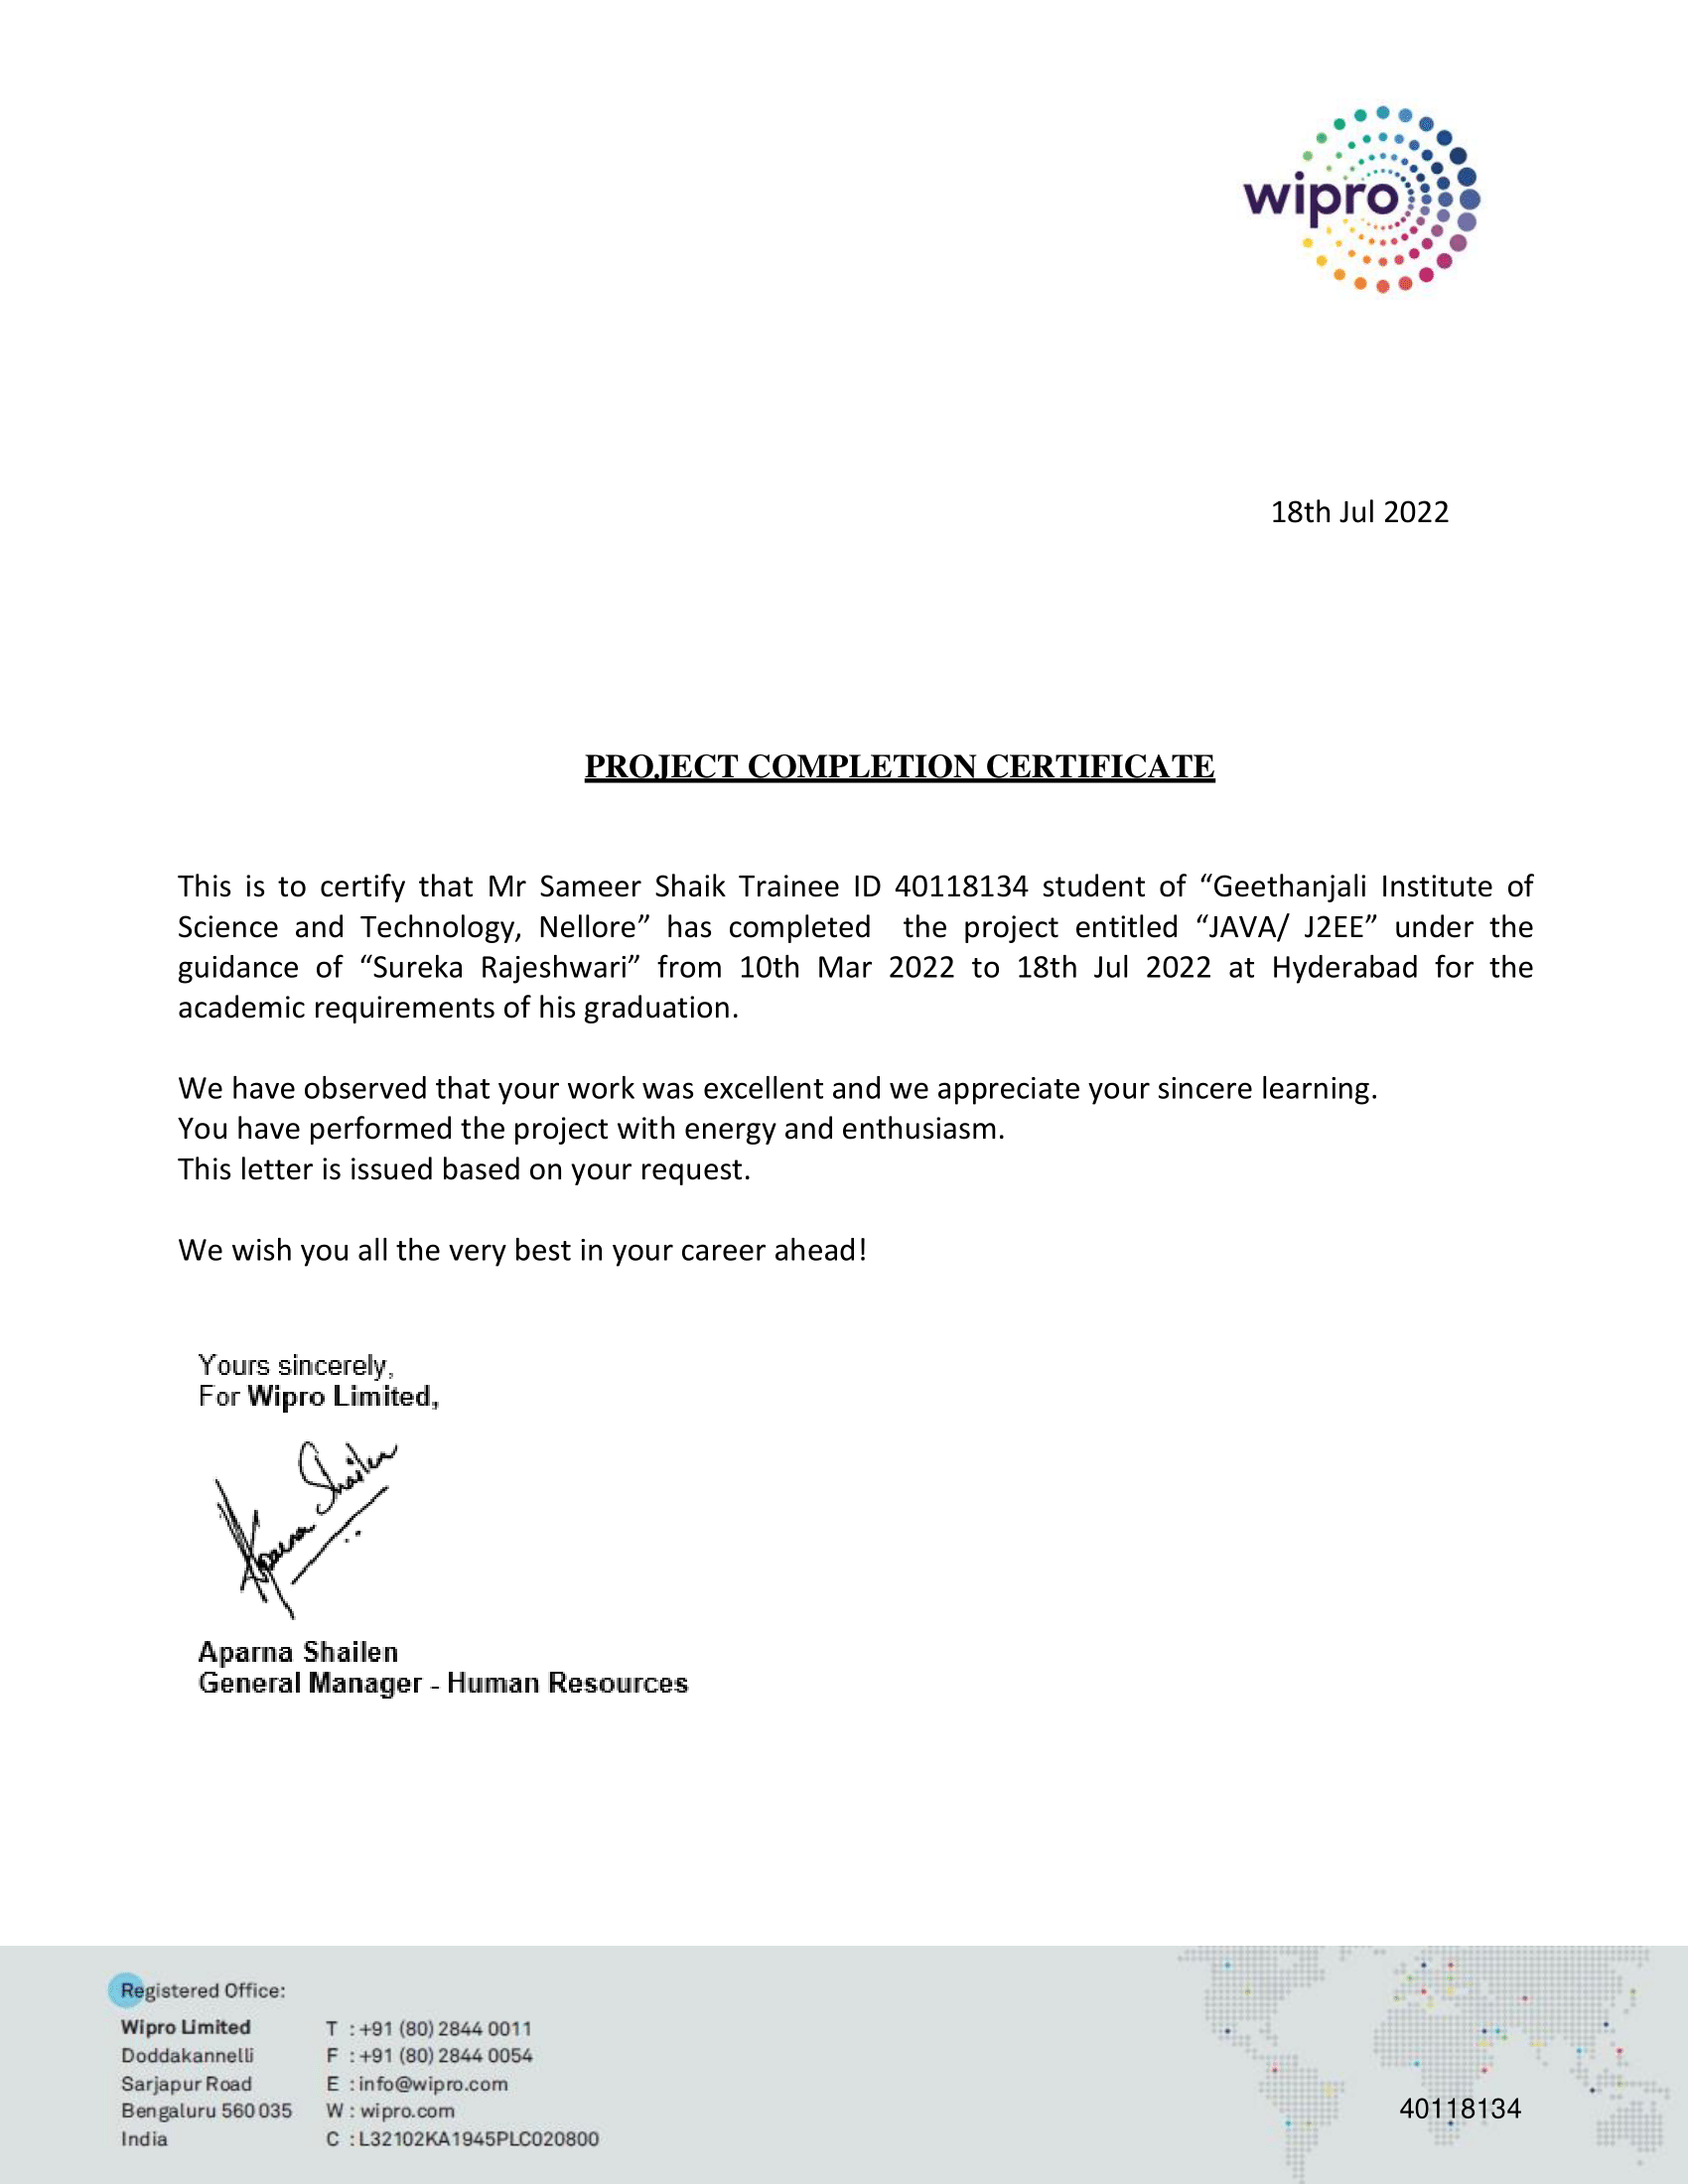 wipro
18th Jul 2022
PROJECT COMPLETION CERTIFICATE
This is to certify that Mr Sameer Shaik Trainee ID 40118134 student of “Geethanjali Institute of
Science and Technology, Nellore” has completed the project entitled “JAVA/ J2EE” under the
guidance of “Sureka Rajeshwari” from 10th Mar 2022 to 18th Jul 2022 at Hyderabad for the
academic requirements of his graduation.
We have observed that your work was excellent and we appreciate your sincere learning.
You have performed the project with energy and enthusiasm.
This letter is issued based on your request.
We wish you all the very best in your career ahead!
Yours sincerely,
For Wipro Limited,
Aparna Shailen
Aparna Shailen
General Manager - Human Resources
Registered Office:
Wipro Limited
Doddakannelli
Sarjapur Road
Bengaluru 560 035
India
T : +91 (80) 2844 0011
F : +91 (80) 2844 0054
E : info@wipro.com
W : wipro.com
C : L32102KA1945PLC020800
40118134